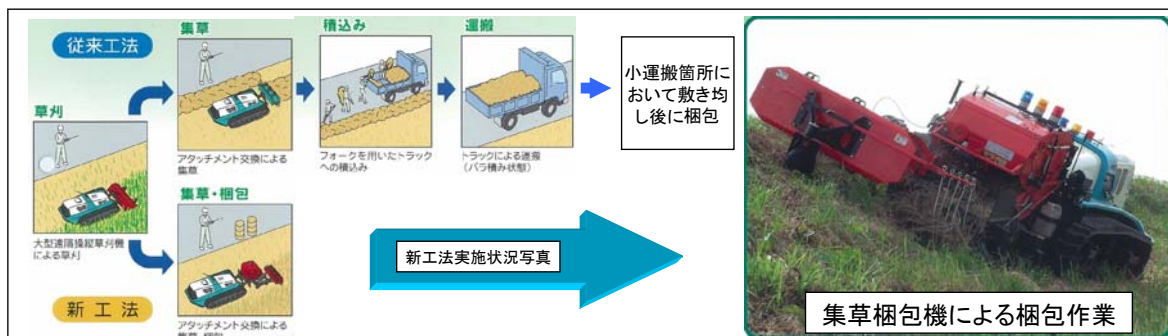 従来工法
草刈
大型遠隔操縦草刈機
による草刈
新工法
集草
アタッチメント交換による
集草
積込み
フォークを用いたトラック
への積込み
運搬
トラックによる運搬
(バラ積み状態)
小運搬箇所に
おいて敷き均
し後に梱包
集草・梱包
アタッチメント交換による
集草・梱包
新工法実施状況写真
集草梱包機による梱包作業